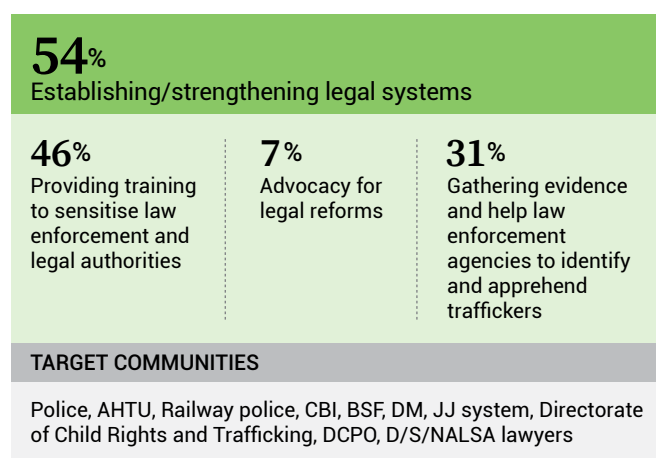 54%
Establishing/strengthening legal systems
46%
Providing training
to sensitise law
enforcement and
legal authorities
7%
Advocacy for
legal reforms
31%
Gathering evidence
and help law
enforcement
agencies to identify
and apprehend
traffickers
TARGET COMMUNITIES
Police, AHTU, Railway police, CBI, BSF, DM, JJ system, Directorate
of Child Rights and Trafficking, DCPO, D/S/NALSA lawyers